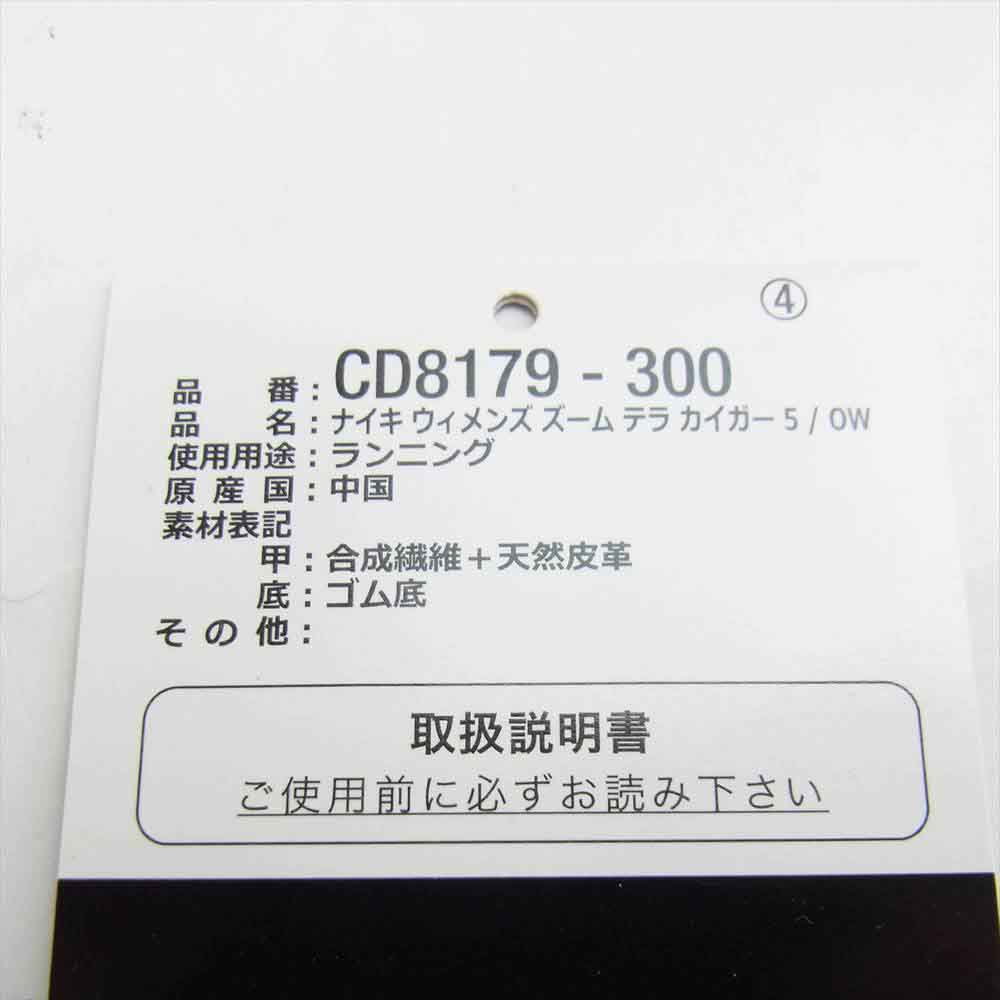 ④
品番：CD8179 - 300
品名：ナイキ ウィメンズ ズーム テラ カイガー 5 / OW
使用用途：ランニング
原産国：中国
素材表記
甲：合成繊維＋天然皮革
底：ゴム底
その他：
取扱説明書
ご使用前に必ずお読み下さい